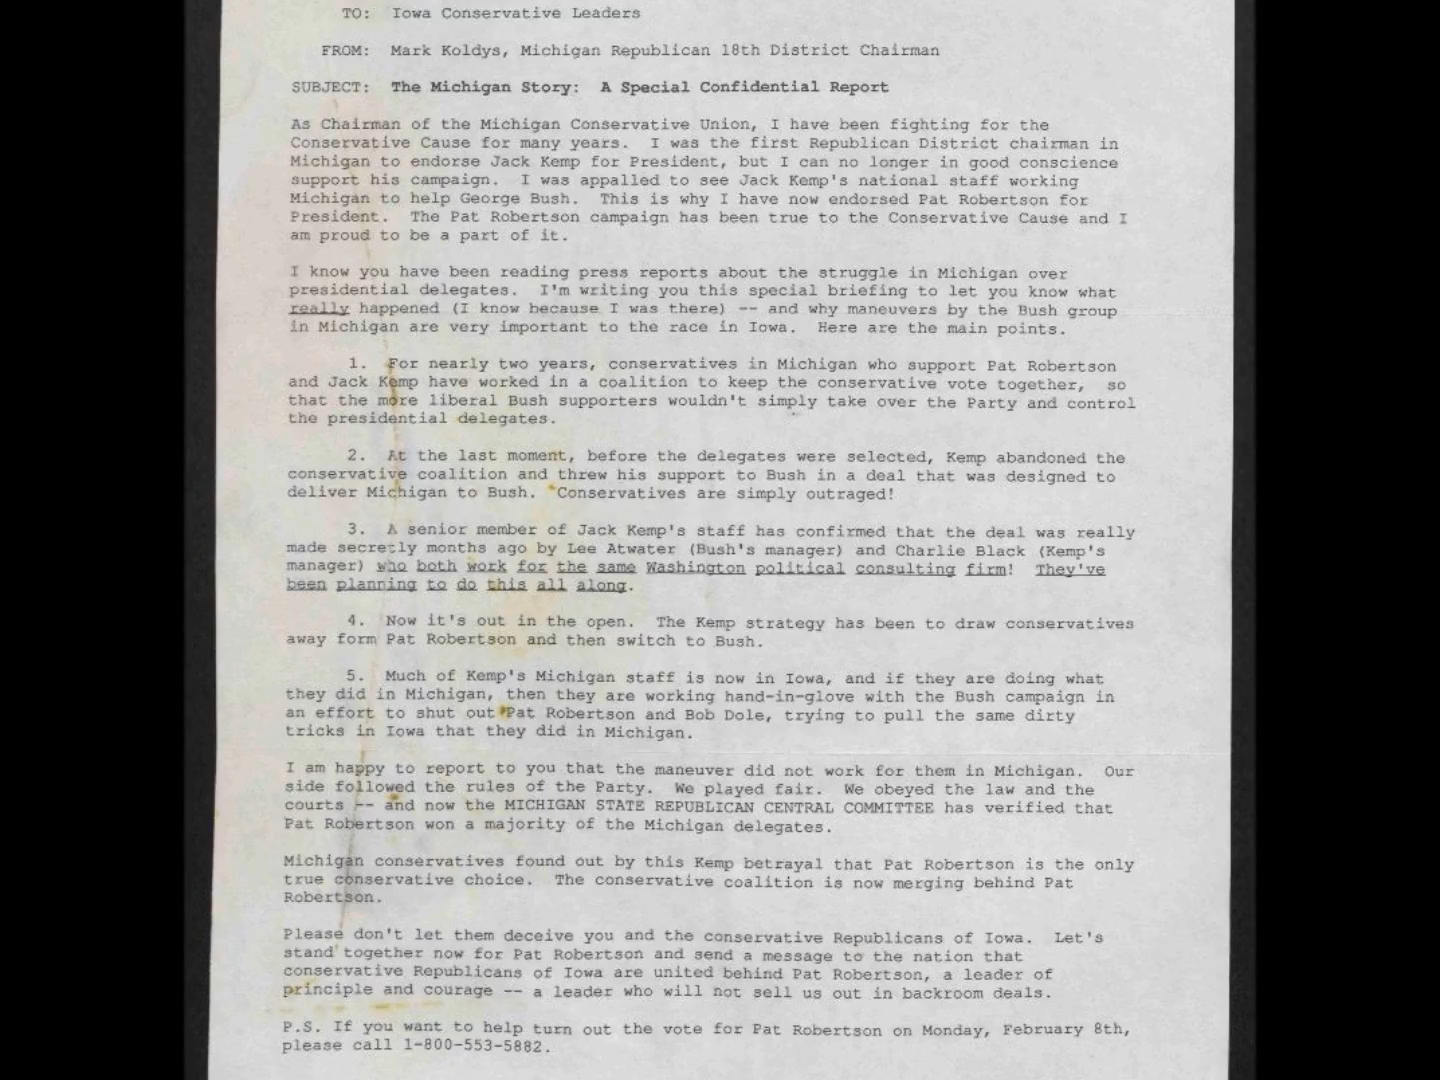 TO: Iowa Conservative Leaders
FROM: Mark Koldys, Michigan Republican 18th District Chairman
SUBJECT: The Michigan Story: A Special Confidential Report
As Chairman of the Michigan Conservative Union, I have been fighting for the
Conservative Cause for many years. I was the first Republican District chairman in
Michigan to endorse Jack Kemp for President, but I can no longer in good conscience
support his campaign. I was appalled to see Jack Kemp's national staff working
Michigan to help George Bush. This is why I have now endorsed Pat Robertson for
President. The Pat Robertson campaign has been true to the Conservative Cause and I
am proud to be a part of it.
I know you have been reading press reports about the struggle in Michigan over
presidential delegates. I'm writing you this special briefing to let you know what
really happened (I know because I was there) -- and why maneuvers by the Bush group
in Michigan are very important to the race in Iowa. Here are the main points.
1. For nearly two years, conservatives in Michigan who support Pat Robertson
and Jack Kemp have worked in a coalition to keep the conservative vote together, so
that the more liberal Bush supporters wouldn't simply take over the Party and control
the presidential delegates.
2. At the last moment, before the delegates were selected, Kemp abandoned the
conservative coalition and threw his support to Bush in a deal that was designed to
deliver Michigan to Bush. Conservatives are simply outraged!
3. A senior member of Jack Kemp's staff has confirmed that the deal was really
made secretly months ago by Lee Atwater (Bush's manager) and Charlie Black (Kemp's
manager) who both work for the same Washington political consulting firm! They've
been planning to do this all along.
4. Now it's out in the open. The Kemp strategy has been to draw conservatives
away form Pat Robertson and then switch to Bush.
5. Much of Kemp's Michigan staff is now in Iowa, and if they are doing what
they did in Michigan, then they are working hand-in-glove with the Bush campaign in
an effort to shut out Pat Robertson and Bob Dole, trying to pull the same dirty
tricks in Iowa that they did in Michigan.
I am happy to report to you that the maneuver did not work for them in Michigan. Our
side followed the rules of the Party. We played fair. We obeyed the law and the
courts -- and now the MICHIGAN STATE REPUBLICAN CENTRAL COMMITTEE has verified that
Pat Robertson won a majority of the Michigan delegates.
Michigan conservatives found out by this Kemp betrayal that Pat Robertson is the only
true conservative choice. The conservative coalition is now merging behind Pat
Robertson.
Please don't let them deceive you and the conservative Republicans of Iowa. Let's
stand together now for Pat Robertson and send a message to the nation that
conservative Republicans of Iowa are united behind Pat Robertson, a leader of
principle and courage -- a leader who will not sell us out in backroom deals.
P.S. If you want to help turn out the vote for Pat Robertson on Monday, February 8th,
please call 1-800-553-5882.